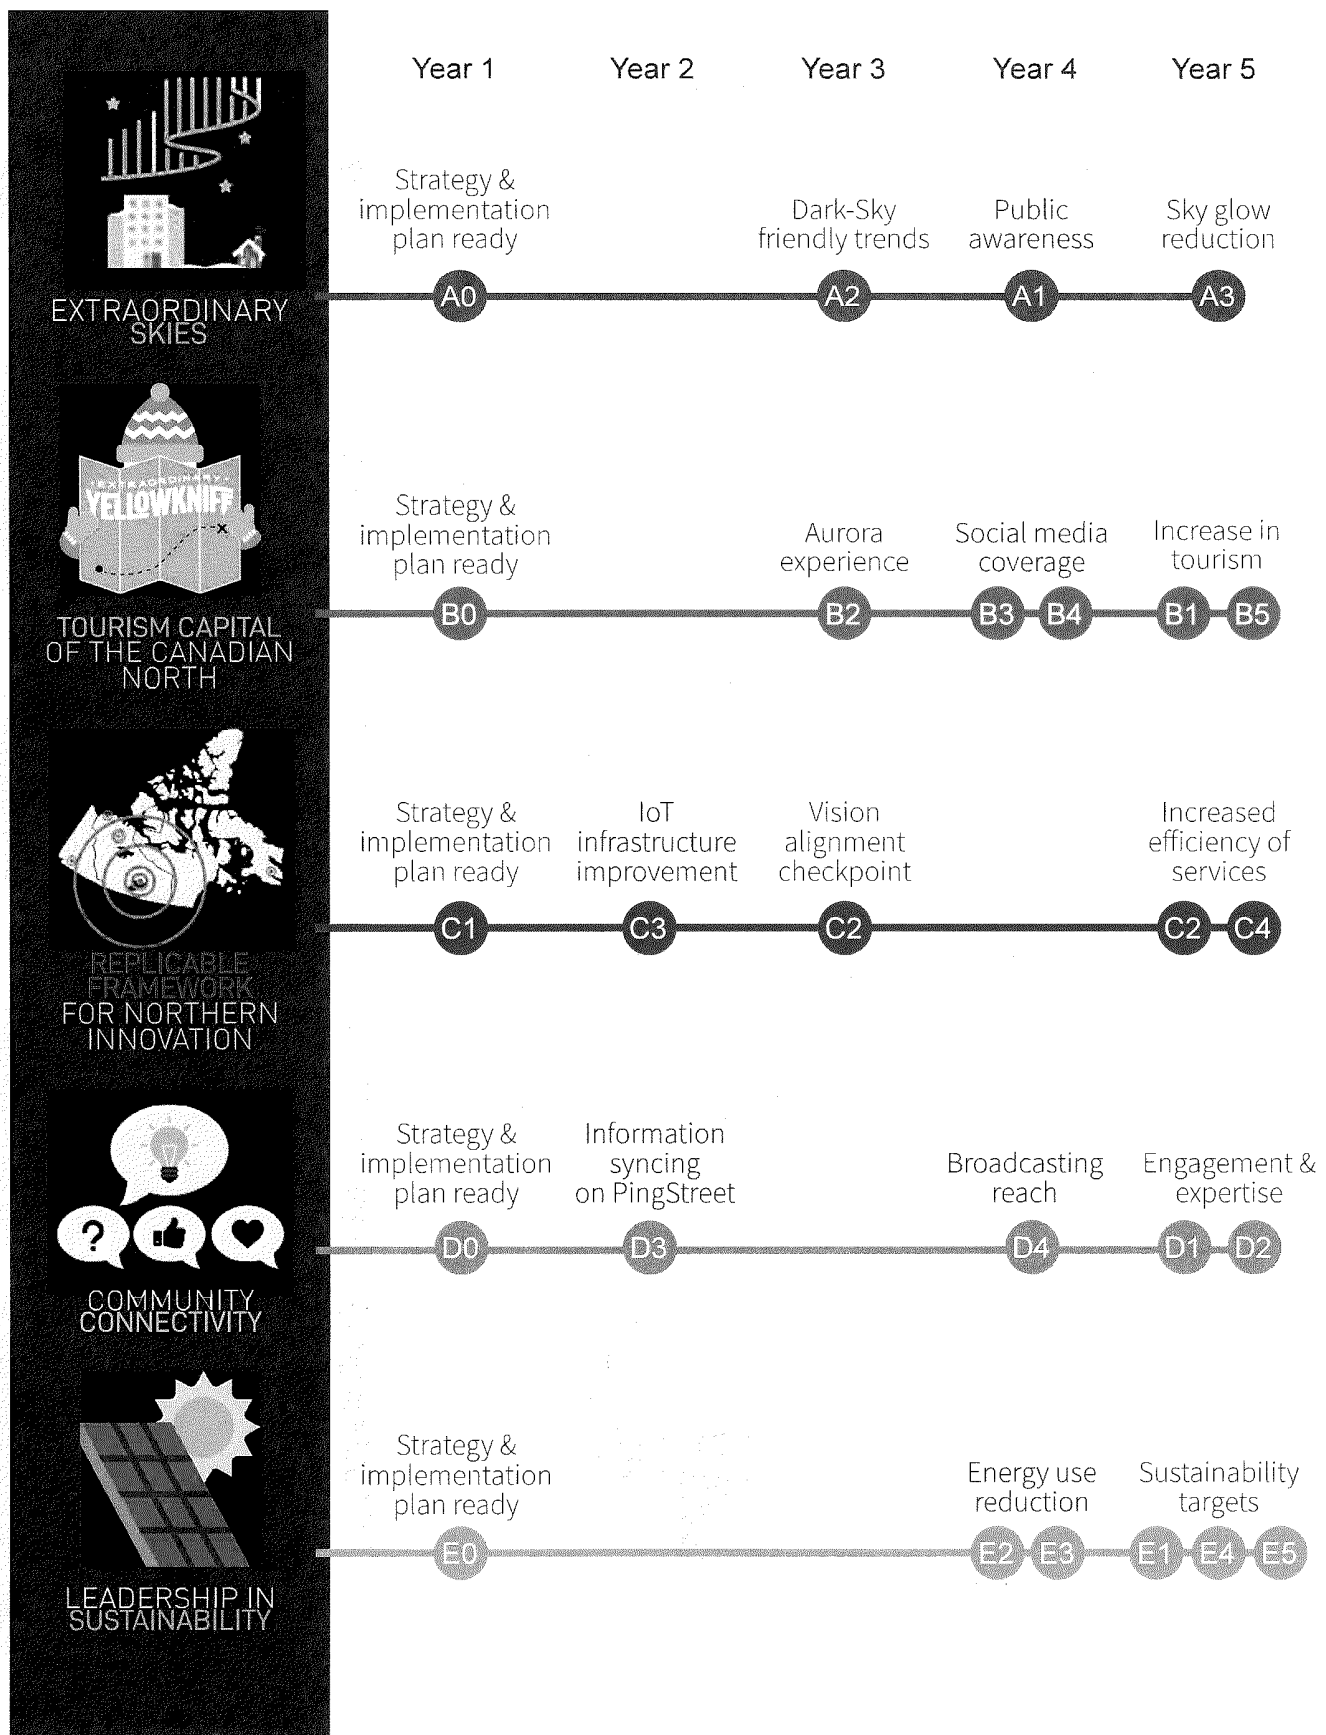 Year 1
Year 2
Year 3
Year 4
Year 5
Strategy &
implementation
plan ready
Dark-Sky
friendly trends
Public
awareness
Sky glow
reduction
A0
A2
A1
A3
EXTRAORDINARY
SKIES
EXTRAORDINARY
YELLOWKNIFE
Strategy &
implementation
plan ready
Aurora
experience
Social media
coverage
Increase in
tourism
B0
B2
B3
B4
B1
B5
TOURISM CAPITAL
OF THE CANADIAN
NORTH
Strategy &
implementation
plan ready
IoT
infrastructure
improvement
Vision
alignment
checkpoint
Increased
efficiency of
services
C1
C3
C2
C2
C4
REPLICABLE
FRAMEWORK
FOR NORTHERN
INNOVATION
Strategy &
implementation
plan ready
Information
syncing
on PingStreet
Broadcasting
reach
Engagement &
expertise
?
D0
D3
D4
D1
D2
COMMUNITY
CONNECTIVITY
Strategy &
implementation
plan ready
Energy use
reduction
Sustainability
targets
E0
E2
E3
E1
E4
E5
LEADERSHIP IN
SUSTAINABILITY